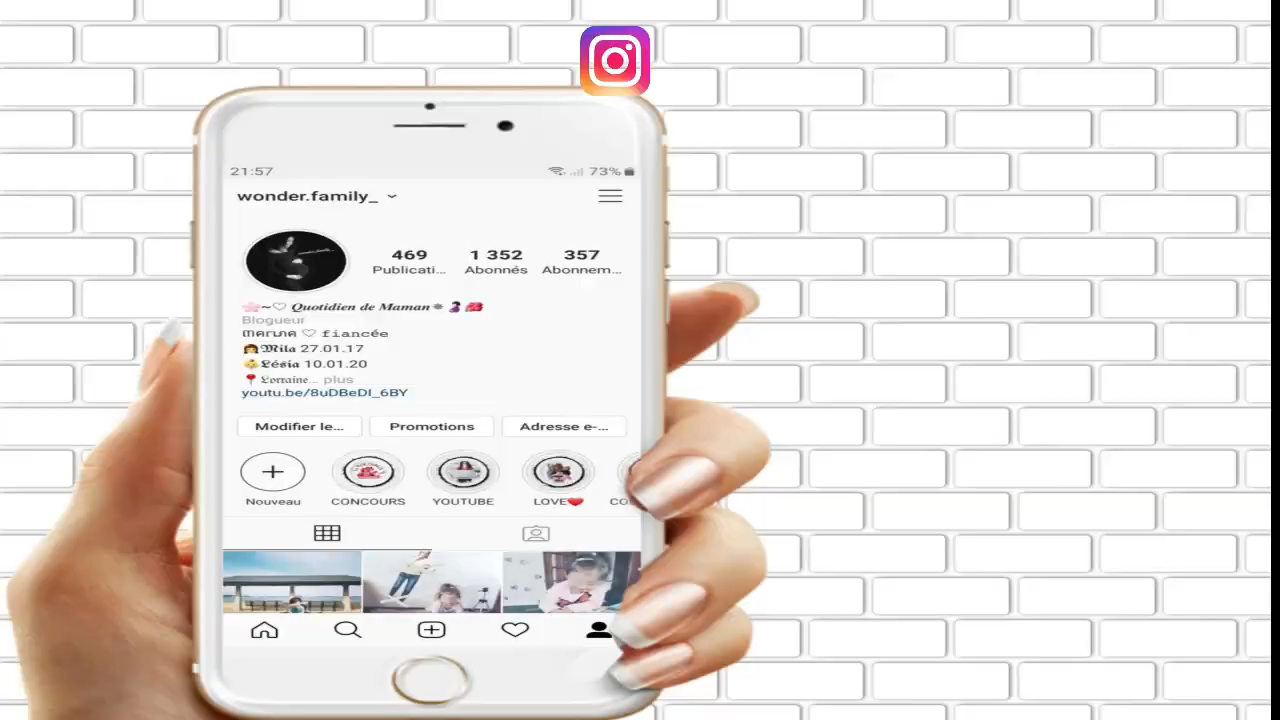 21:57 73%
wonder.family_
469 1 352 357
Publicati... Abonnés Abonnem...
~♡ Quotidien de Maman
Blogueur
 marina ♡ fiancée
Mila 27.01.17
Lésia 10.01.20
Lorraine... plus
youtu.be/8uDBeDI_6BY
Modifier le... Promotions Adresse e-...
Nouveau CONCOURS YOUTUBE LOVE❤️ CO